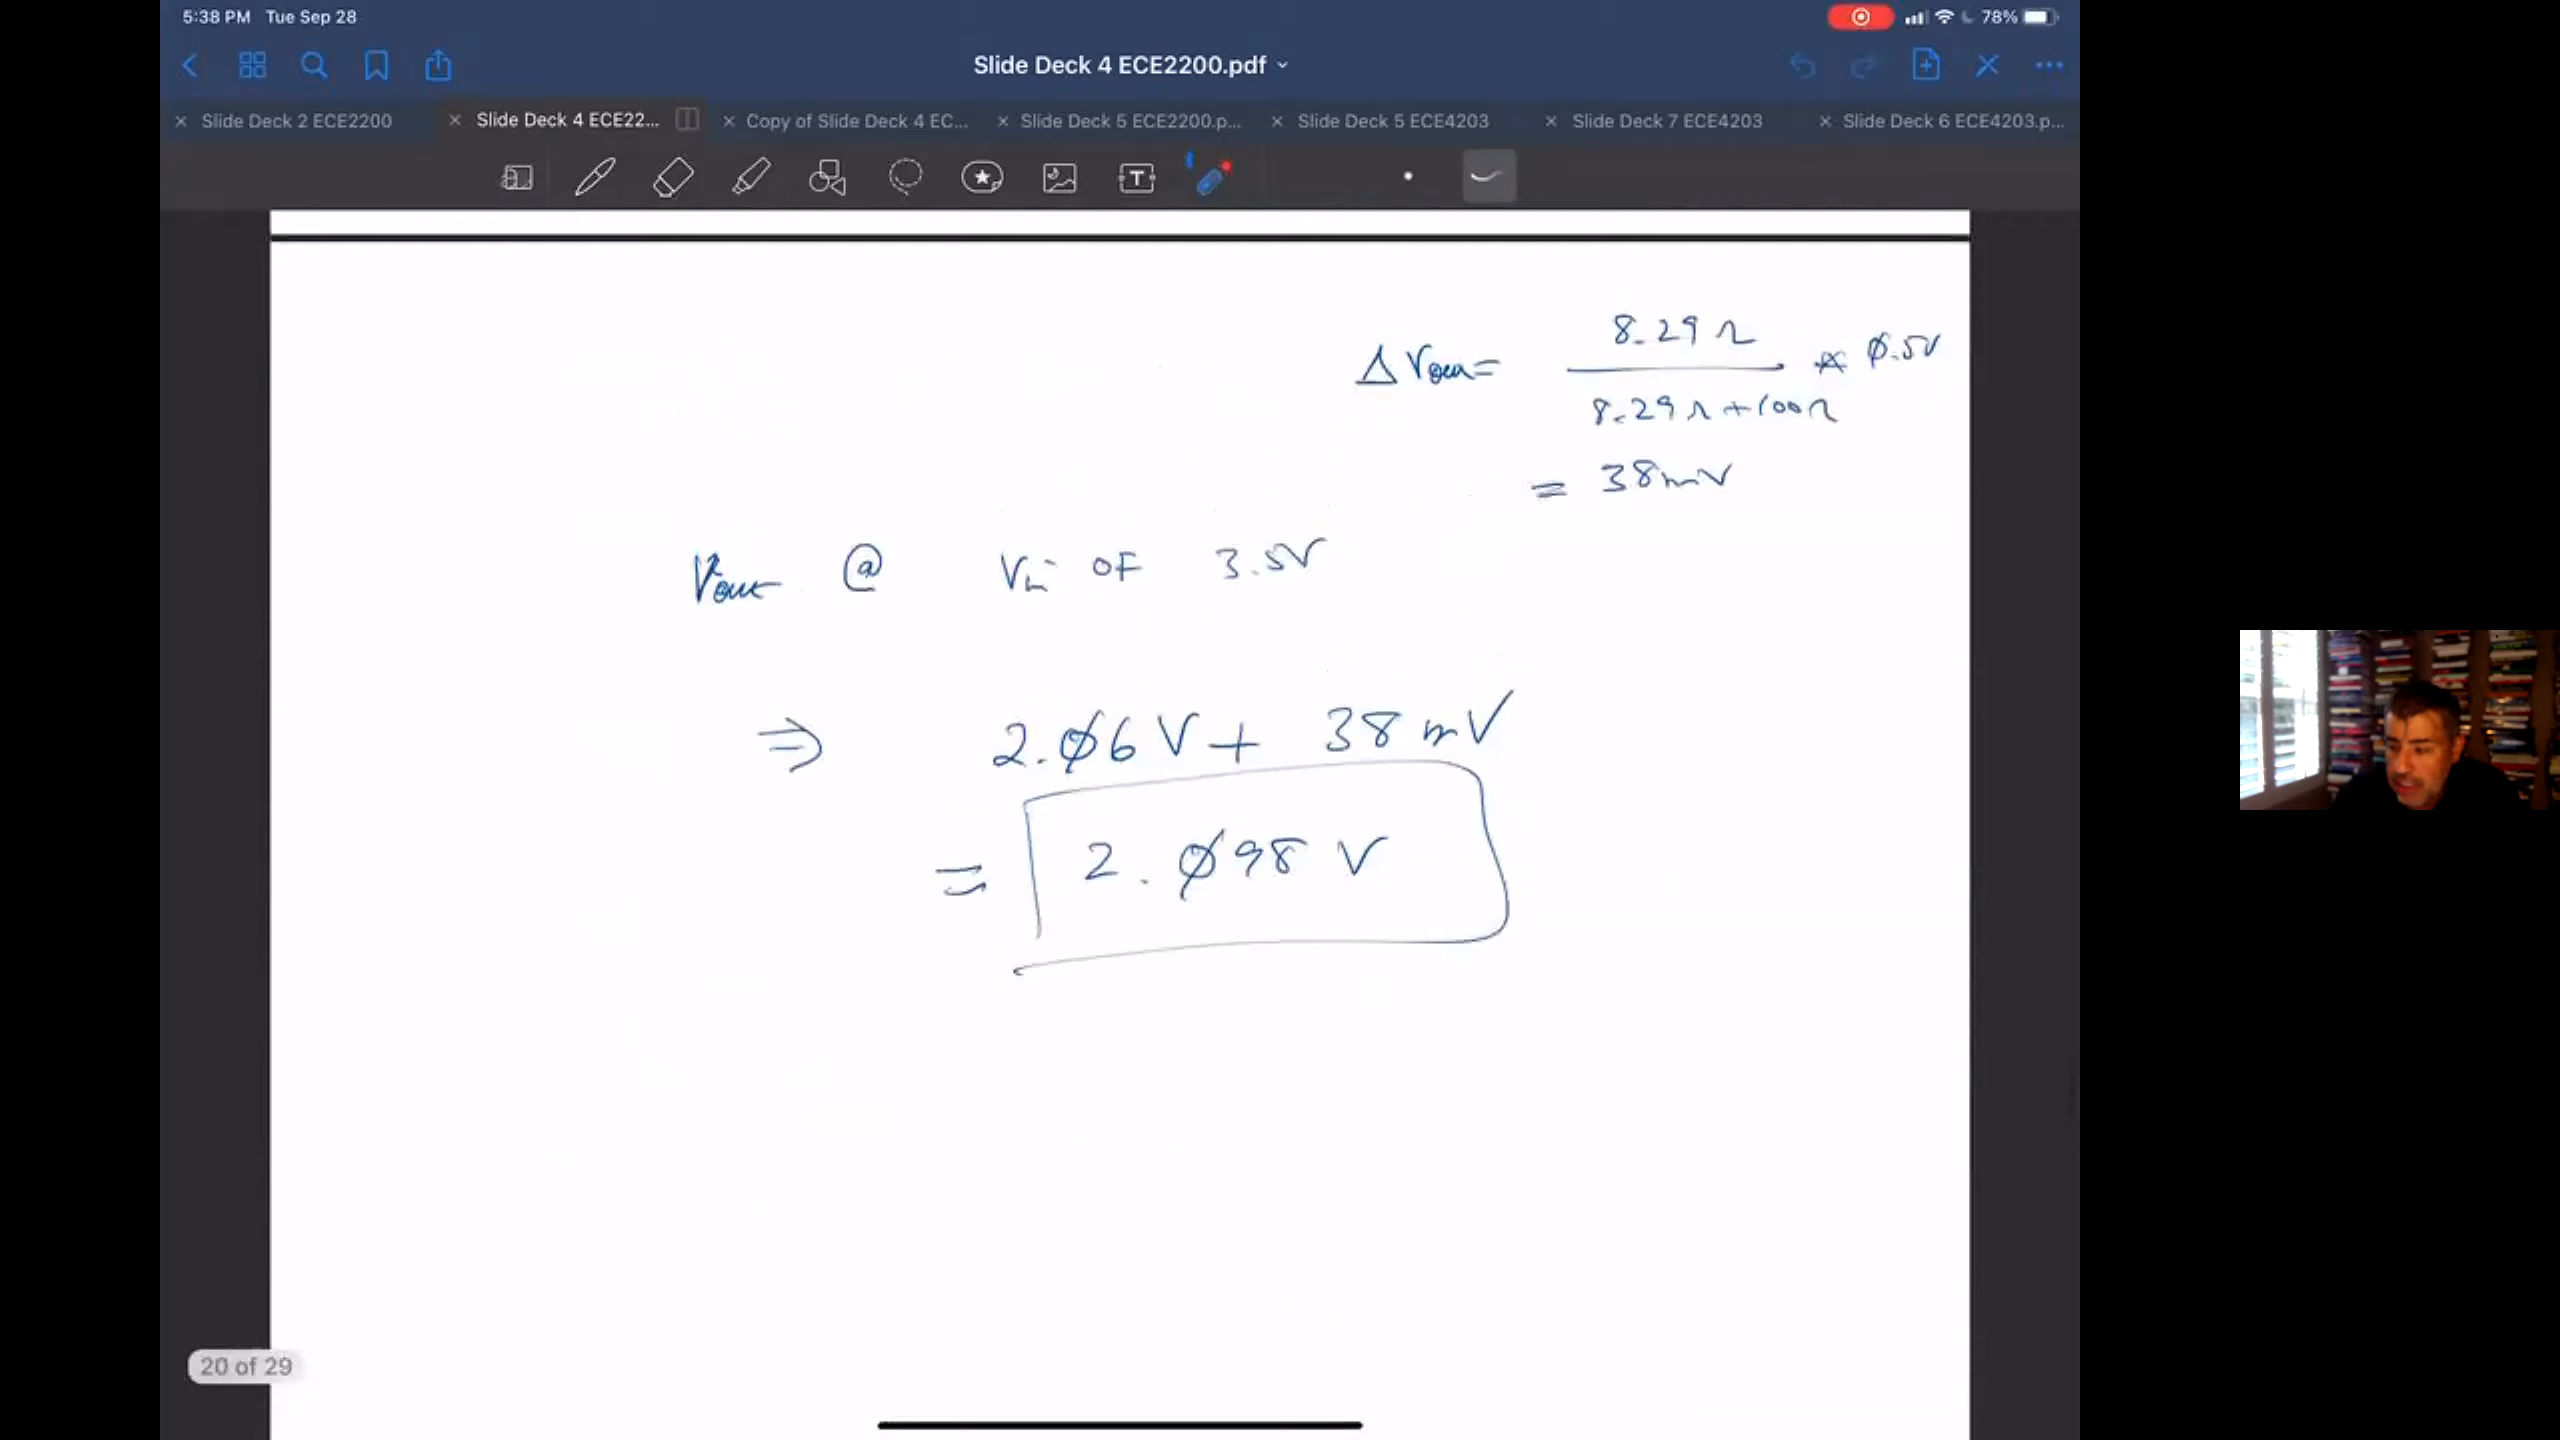 5:38 PM Tue Sep 28
78%
Slide Deck 4 ECE2200.pdf
Slide Deck 2 ECE2200
Slide Deck 4 ECE22...
Copy of Slide Deck 4 EC...
Slide Deck 5 ECE2200.p...
Slide Deck 5 ECE4203
Slide Deck 7 ECE4203
Slide Deck 6 ECE4203.p...
8.29Ω
ΔVout = ——— * Ø.5V
8.29Ω + 100Ω
= 38mV
Vout @ Vin OF 3.5V
⇒ 2.Ø6V + 38mV
= 2.Ø98 V
20 of 29